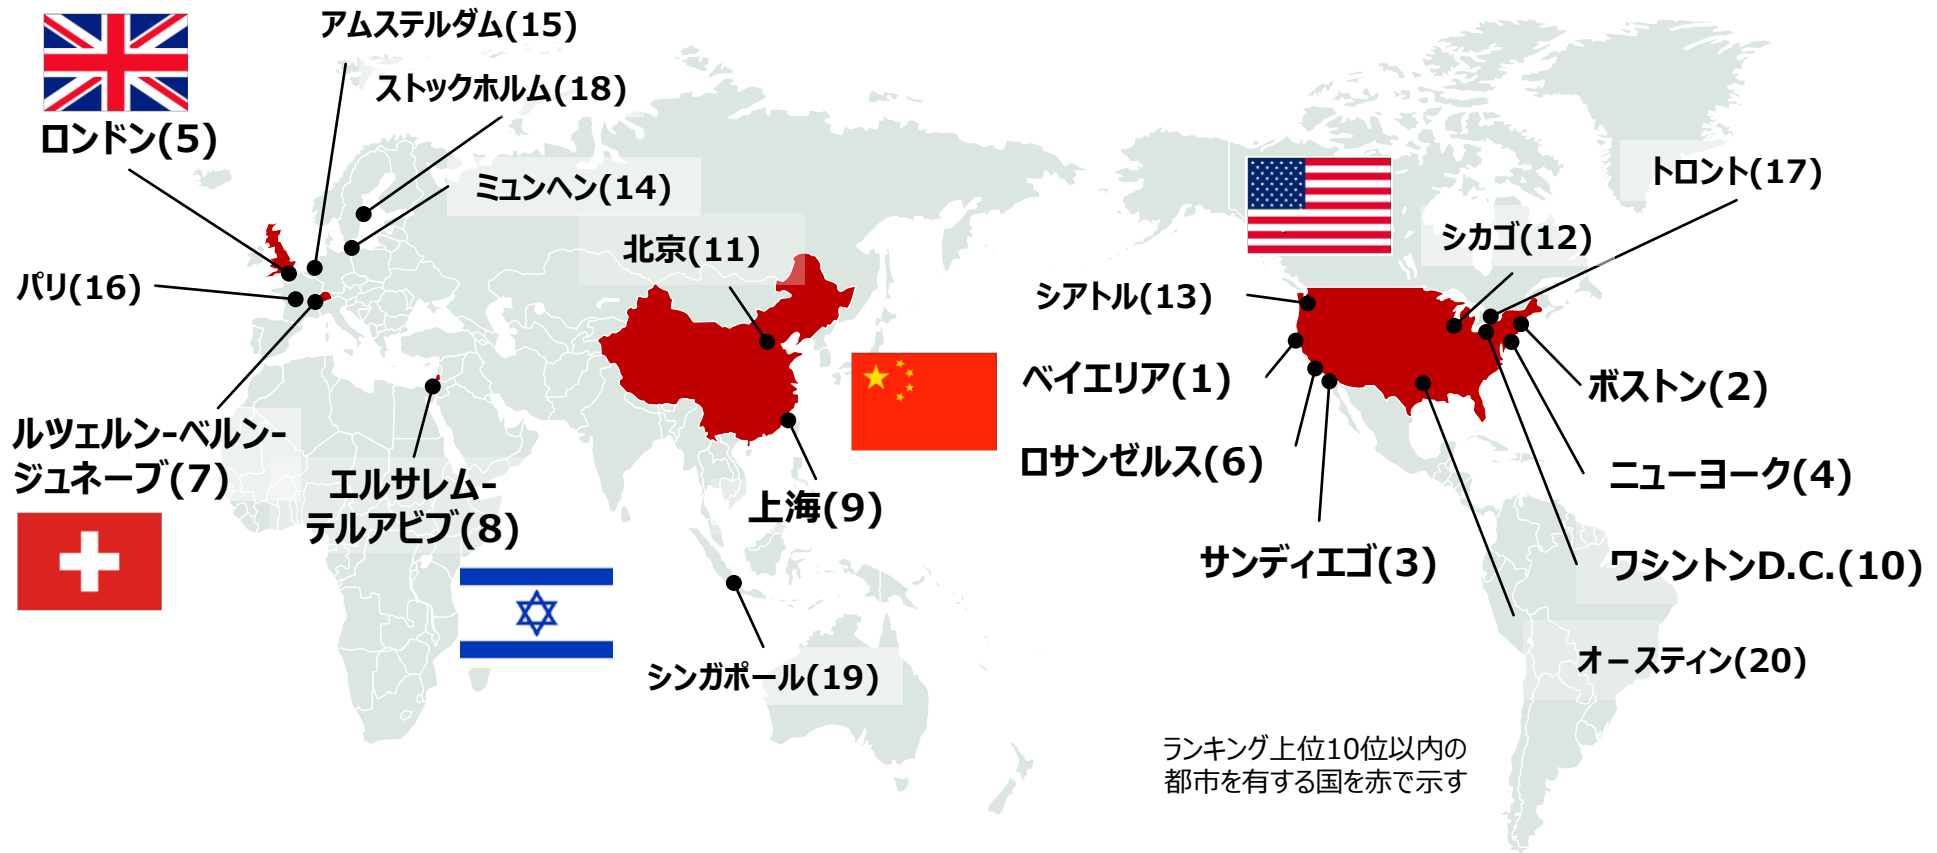 アムステルダム(15)
ストックホルム(18)
ロンドン(5)
ミュンヘン(14)
北京(11)
パリ(16)
ルツェルン-ベルン-
ジュネーブ(7)
エルサレム-
テルアビブ(8)
上海(9)
シンガポール(19)
トロント(17)
シカゴ(12)
シアトル(13)
ベイエリア(1)
ボストン(2)
ロサンゼルス(6)
ニューヨーク(4)
サンディエゴ(3)
ワシントンD.C.(10)
オースティン(20)
ランキング上位10位以内の
都市を有する国を赤で示す